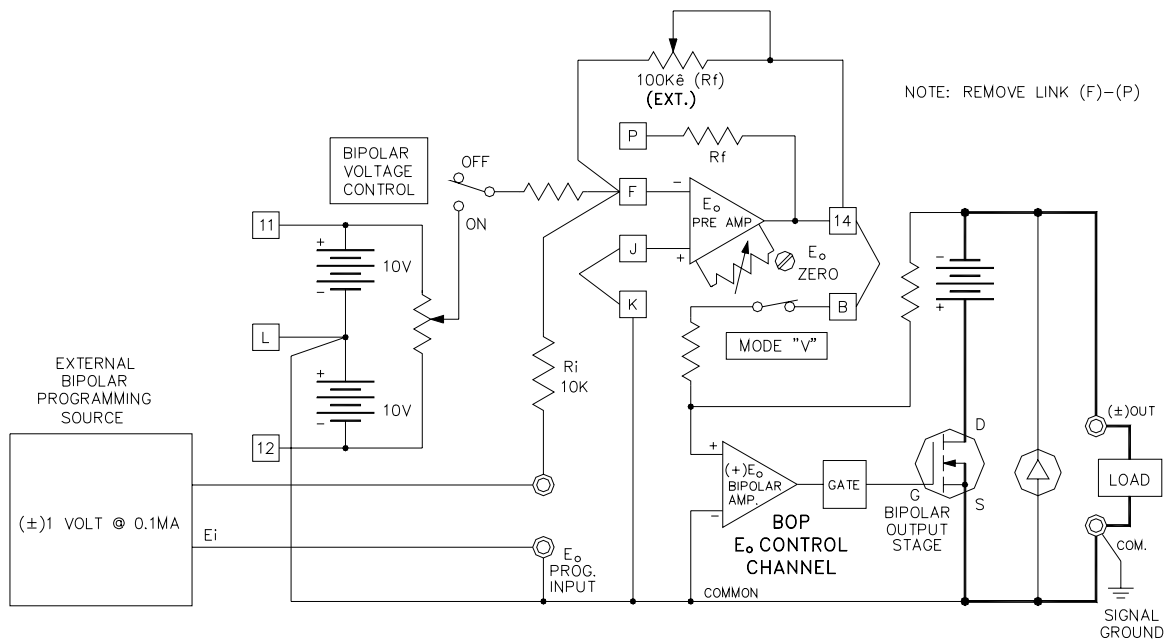 100Kê (Rf)
(EXT.)
NOTE: REMOVE LINK (F)-(P)
P
Rf
BIPOLAR
VOLTAGE
CONTROL
OFF
ON
F
-
Eo
PRE AMP
14
11
J
+
Eo
ZERO
+
10V
-
K
B
-
+
L
MODE "V"
EXTERNAL
BIPOLAR
PROGRAMMING
SOURCE
Ri
10K
+
10V
-
12
(±)OUT
D
+
(+)Eo
BIPOLAR
AMP.
-
GATE
G
S
LOAD
BIPOLAR
OUTPUT
STAGE
(±)1 VOLT @ 0.1MA
Ei
BOP
Eo CONTROL
CHANNEL
COM.
Eo
PROG.
INPUT
COMMON
SIGNAL
GROUND